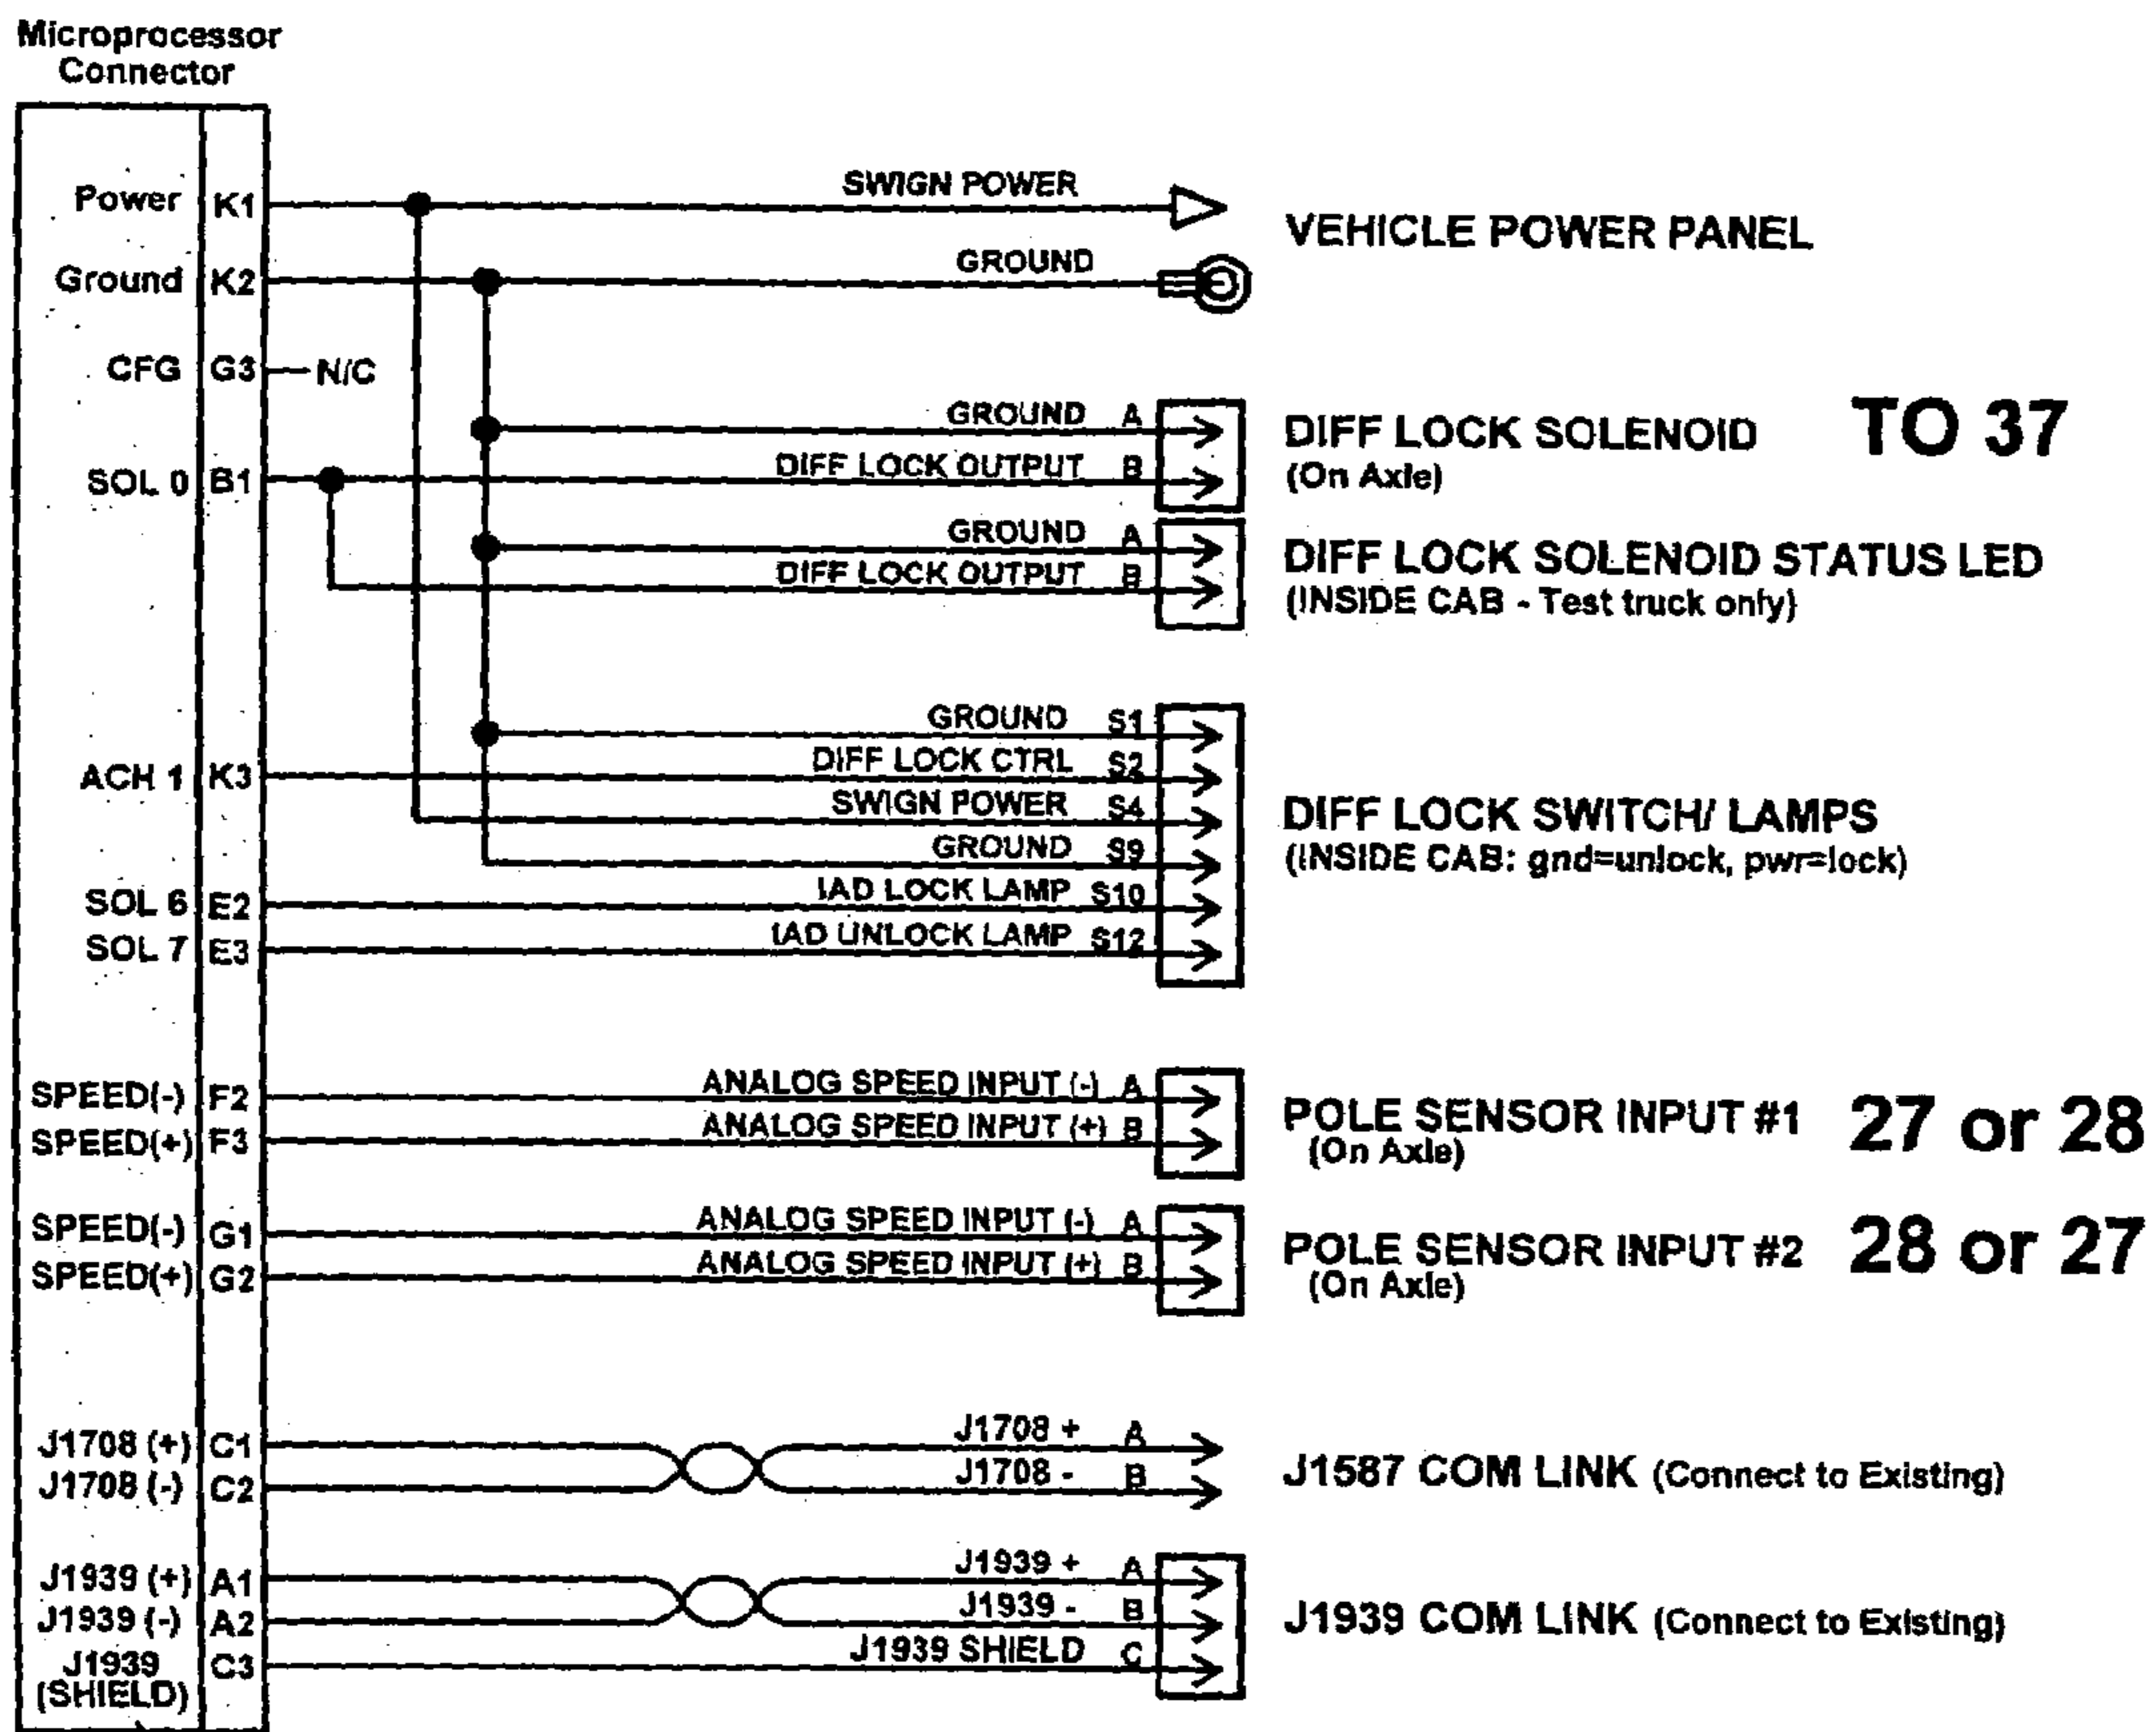 Microprocessor
Connector
Power K1 SWIGN POWER
VEHICLE POWER PANEL
Ground K2 GROUND
CFG G3 N/C
GROUND A
DIFF LOCK SOLENOID TO 37
(On Axle)
SOL 0 B1 DIFF LOCK OUTPUT B
GROUND A
DIFF LOCK SOLENOID STATUS LED
(INSIDE CAB - Test truck only)
DIFF LOCK OUTPUT B
GROUND S1
ACH 1 K3 DIFF LOCK CTRL S2
SWIGN POWER S4
DIFF LOCK SWITCH/ LAMPS
(INSIDE CAB: gnd=unlock, pwr=lock)
GROUND S9
SOL 6 E2 IAD LOCK LAMP S10
SOL 7 E3 IAD UNLOCK LAMP S12
SPEED(-) F2 ANALOG SPEED INPUT (-) A
POLE SENSOR INPUT #1 27 or 28
(On Axle)
SPEED(+) F3 ANALOG SPEED INPUT (+) B
SPEED(-) G1 ANALOG SPEED INPUT (-) A
POLE SENSOR INPUT #2 28 or 27
(On Axle)
SPEED(+) G2 ANALOG SPEED INPUT (+) B
J1708 (+) C1 J1708 + A
J1587 COM LINK (Connect to Existing)
J1708 (-) C2 J1708 - B
J1939 (+) A1 J1939 + A
J1939 (-) A2 J1939 - B
J1939 COM LINK (Connect to Existing)
J1939
(SHIELD) C3 J1939 SHIELD C